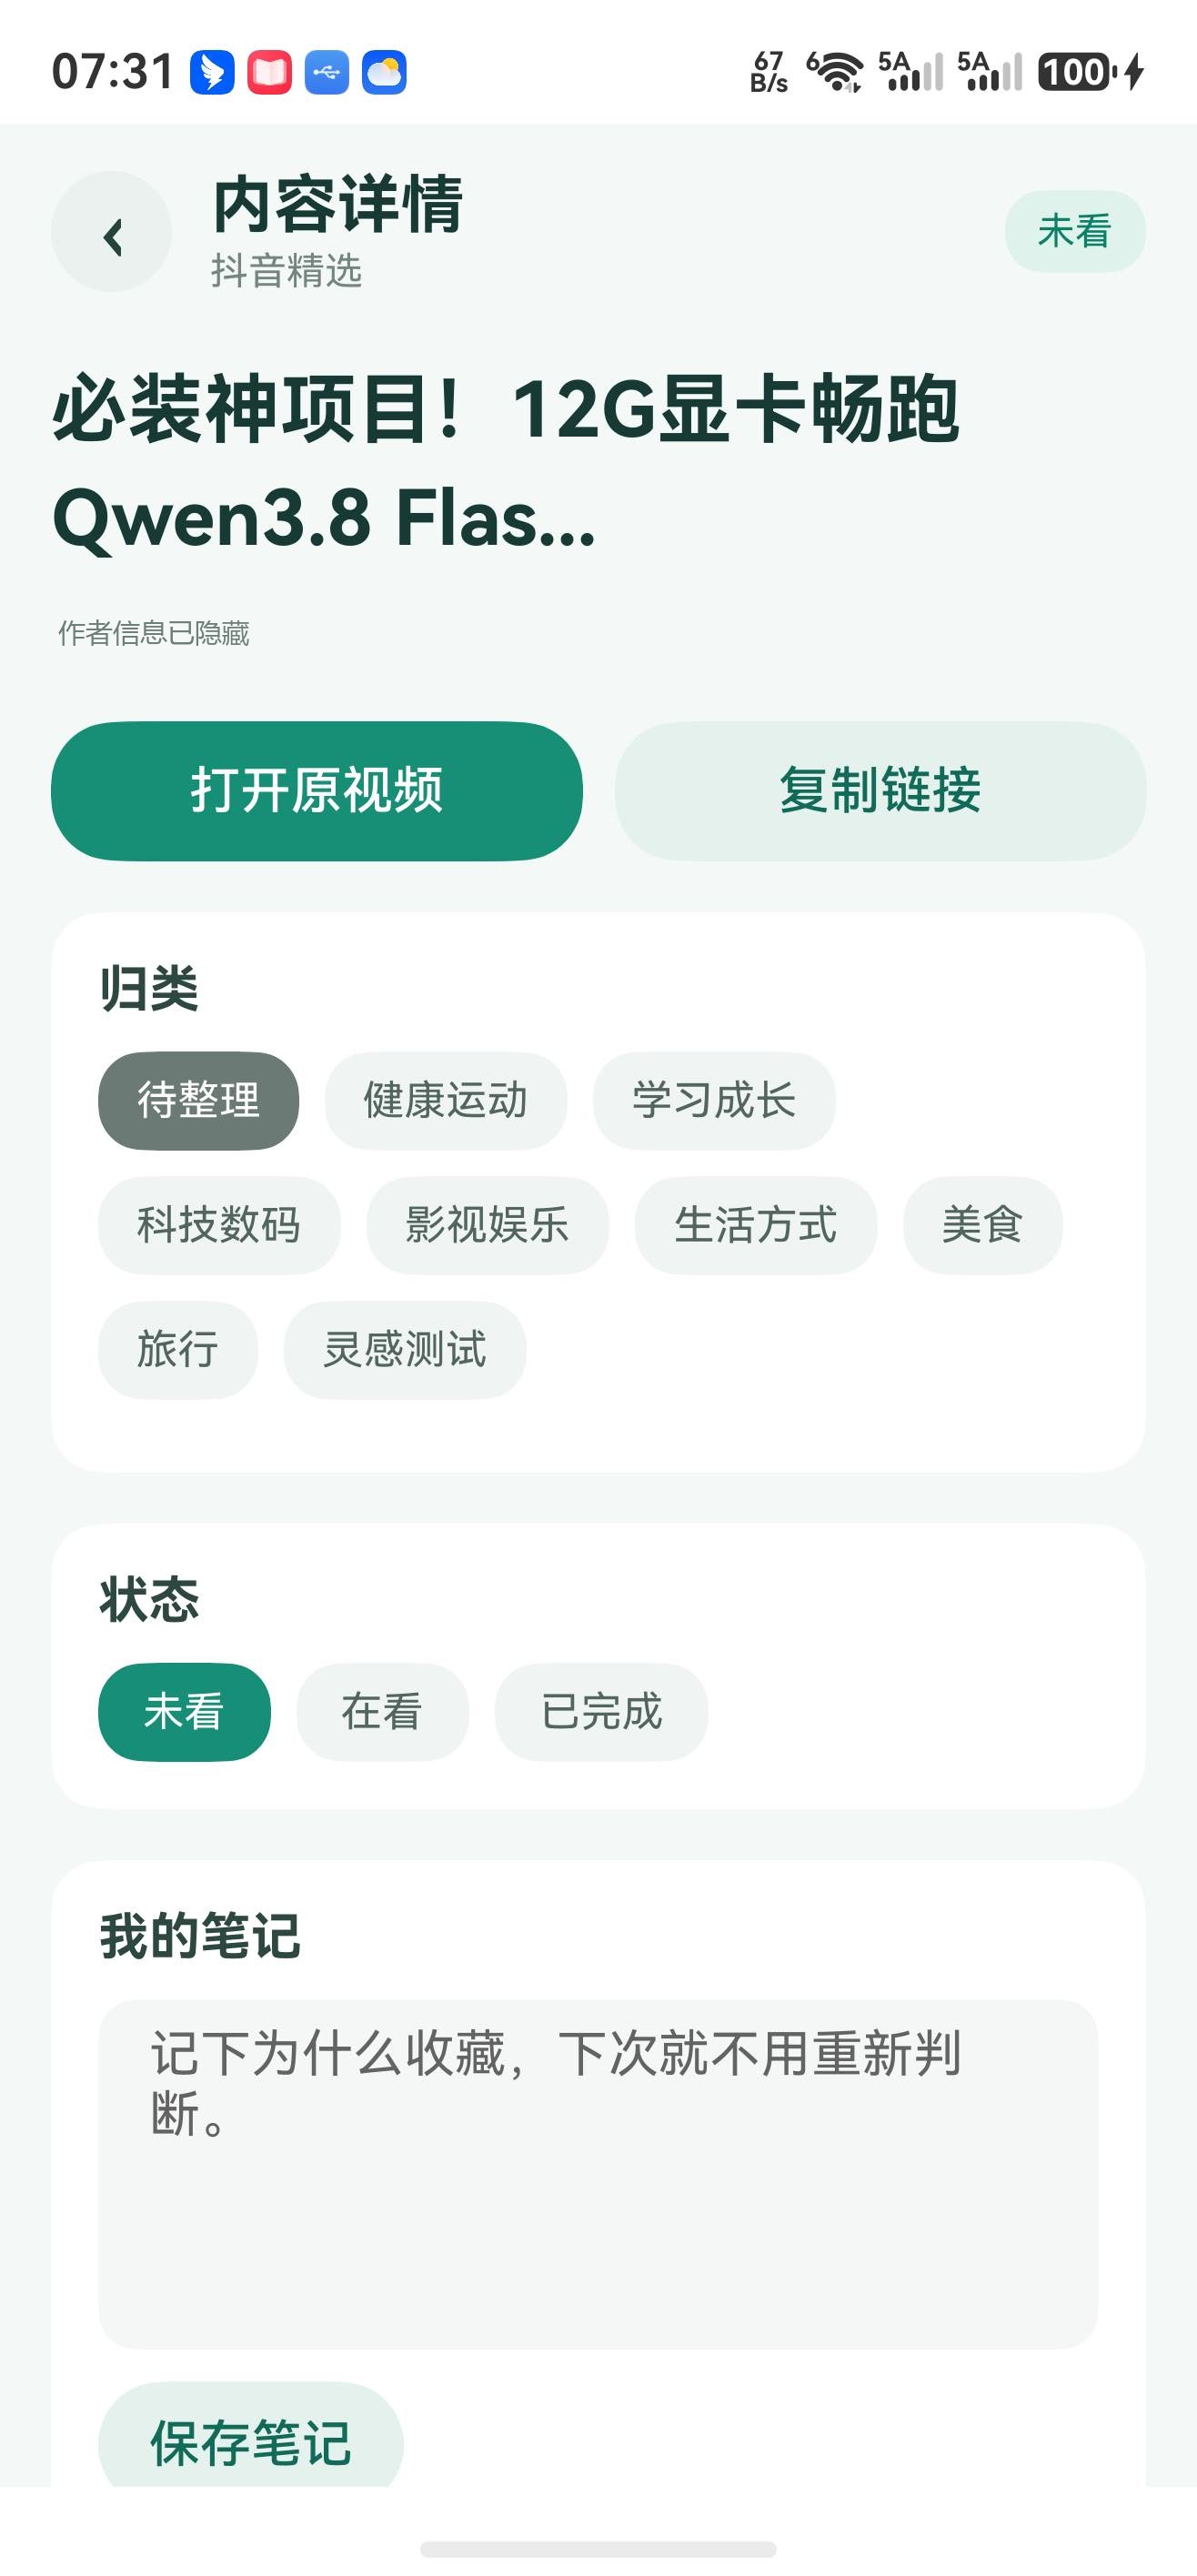 07:31
67 B/s
6
5A
5A
100
内容详情
抖音精选
未看
必装神项目！12G显卡畅跑
Qwen3.8 Flas...
作者信息已隐藏
打开原视频
复制链接
归类
待整理 健康运动 学习成长
科技数码 影视娱乐 生活方式 美食
旅行 灵感测试
状态
未看 在看 已完成
我的笔记
记下为什么收藏，下次就不用重新判
断。
保存笔记